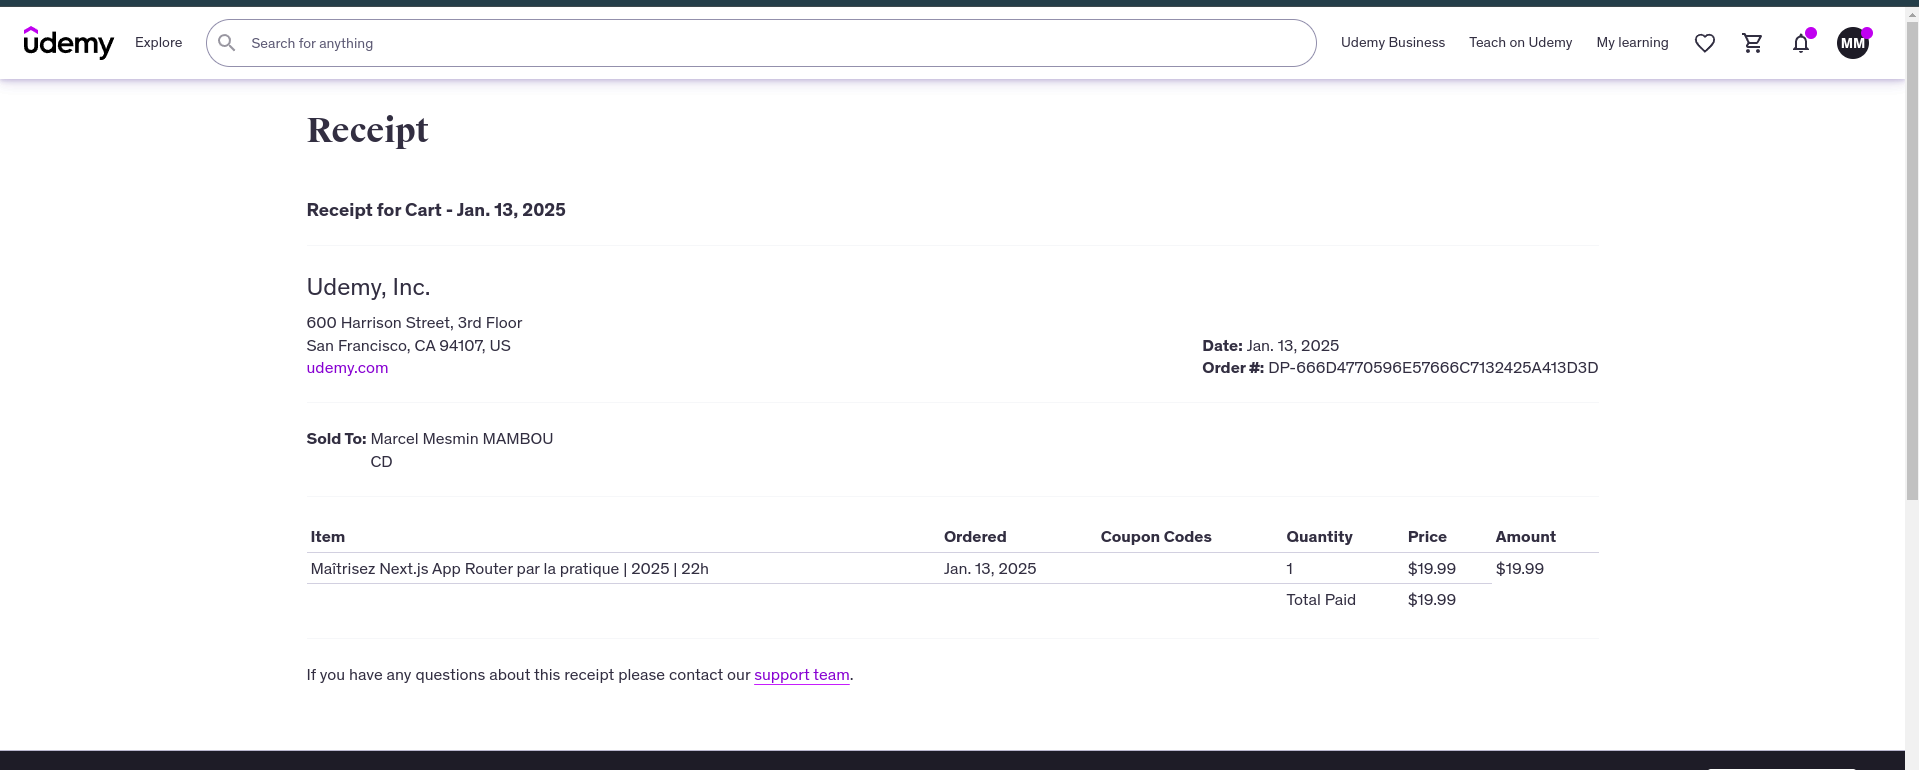 udemy Explore Search for anything Udemy Business Teach on Udemy My learning MM
Receipt
Receipt for Cart - Jan. 13, 2025
Udemy, Inc.
600 Harrison Street, 3rd Floor
San Francisco, CA 94107, US
udemy.com
Date: Jan. 13, 2025
Order #: DP-666D4770596E57666C7132425A413D3D
Sold To: Marcel Mesmin MAMBOU
CD
Item Ordered Coupon Codes Quantity Price Amount
Maîtrisez Next.js App Router par la pratique | 2025 | 22h Jan. 13, 2025 1 $19.99 $19.99
Total Paid $19.99
If you have any questions about this receipt please contact our support team.